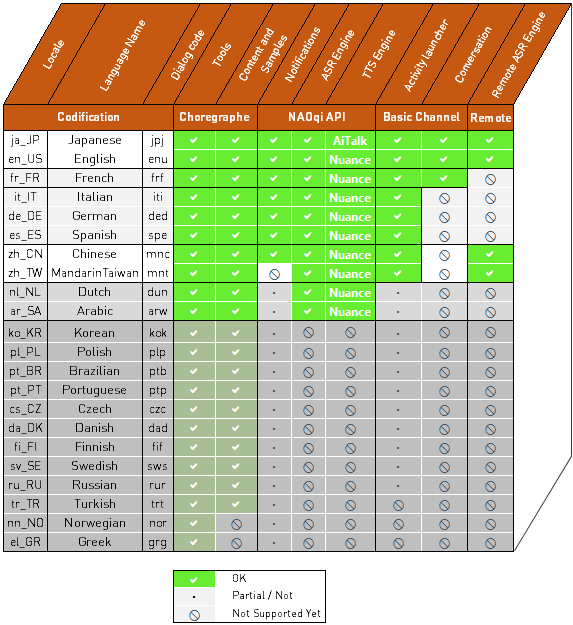 Locale
Language Name
Dialog code
Tools
Content and
Samples
Notifications
ASR Engine
TTS Engine
Activity launcher
Conversation
Remote ASR Engine
Codification Choregraphe NAOqi API Basic Channel Remote
ja_JP Japanese jpj AiTalk
en_US English enu Nuance
fr_FR French frf Nuance
it_IT Italian iti Nuance
de_DE German ded Nuance
es_ES Spanish spe Nuance
zh_CN Chinese mnc Nuance
zh_TW MandarinTaiwan mnt Nuance
nl_NL Dutch dun Nuance
ar_SA Arabic arw Nuance
ko_KR Korean kok
pl_PL Polish plp
pt_BR Brazilian ptb
pt_PT Portuguese ptp
cs_CZ Czech czc
da_DK Danish dad
fi_FI Finnish fif
sv_SE Swedish sws
ru_RU Russian rur
tr_TR Turkish trt
nn_NO Norwegian nor
el_GR Greek grg
OK
Partial / Not
Not Supported Yet